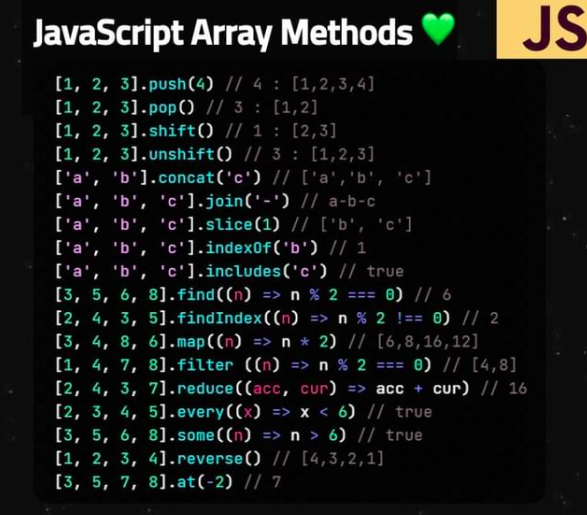 JavaScript Array Methods 💚
JS
[1, 2, 3].push(4) // 4 : [1,2,3,4]
[1, 2, 3].pop() // 3 : [1,2]
[1, 2, 3].shift() // 1 : [2,3]
[1, 2, 3].unshift() // 3 : [1,2,3]
['a', 'b'].concat('c') // ['a','b', 'c']
['a', 'b', 'c'].join('-') // a-b-c
['a', 'b', 'c'].slice(1) // ['b', 'c']
['a', 'b', 'c'].indexOf('b') // 1
['a', 'b', 'c'].includes('c') // true
[3, 5, 6, 8].find((n) => n % 2 === 0) // 6
[2, 4, 3, 5].findIndex((n) => n % 2 !== 0) // 2
[3, 4, 8, 6].map((n) => n * 2) // [6,8,16,12]
[1, 4, 7, 8].filter ((n) => n % 2 === 0) // [4,8]
[2, 4, 3, 7].reduce((acc, cur) => acc + cur) // 16
[2, 3, 4, 5].every((x) => x < 6) // true
[3, 5, 6, 8].some((n) => n > 6) // true
[1, 2, 3, 4].reverse() // [4,3,2,1]
[3, 5, 7, 8].at(-2) // 7